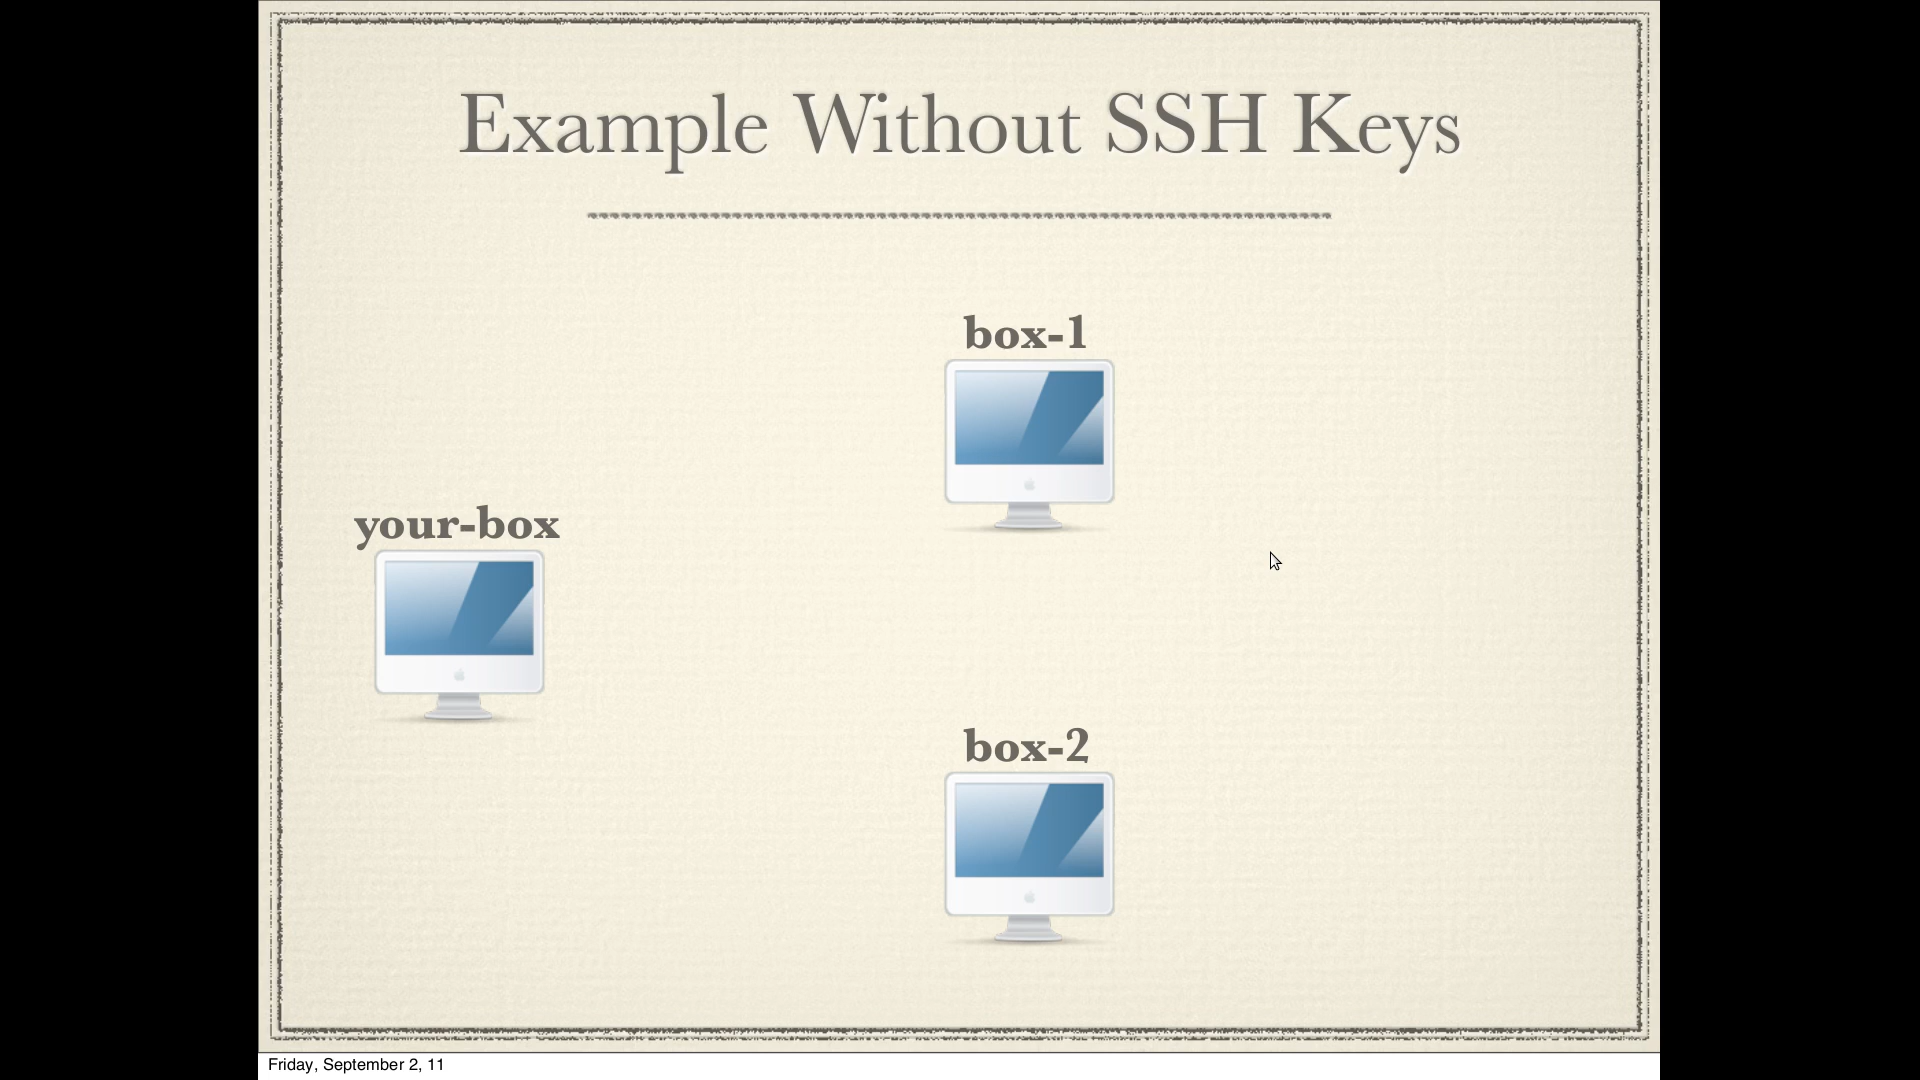 Example Without SSH Keys
box-1
your-box
box-2
Friday, September 2, 11